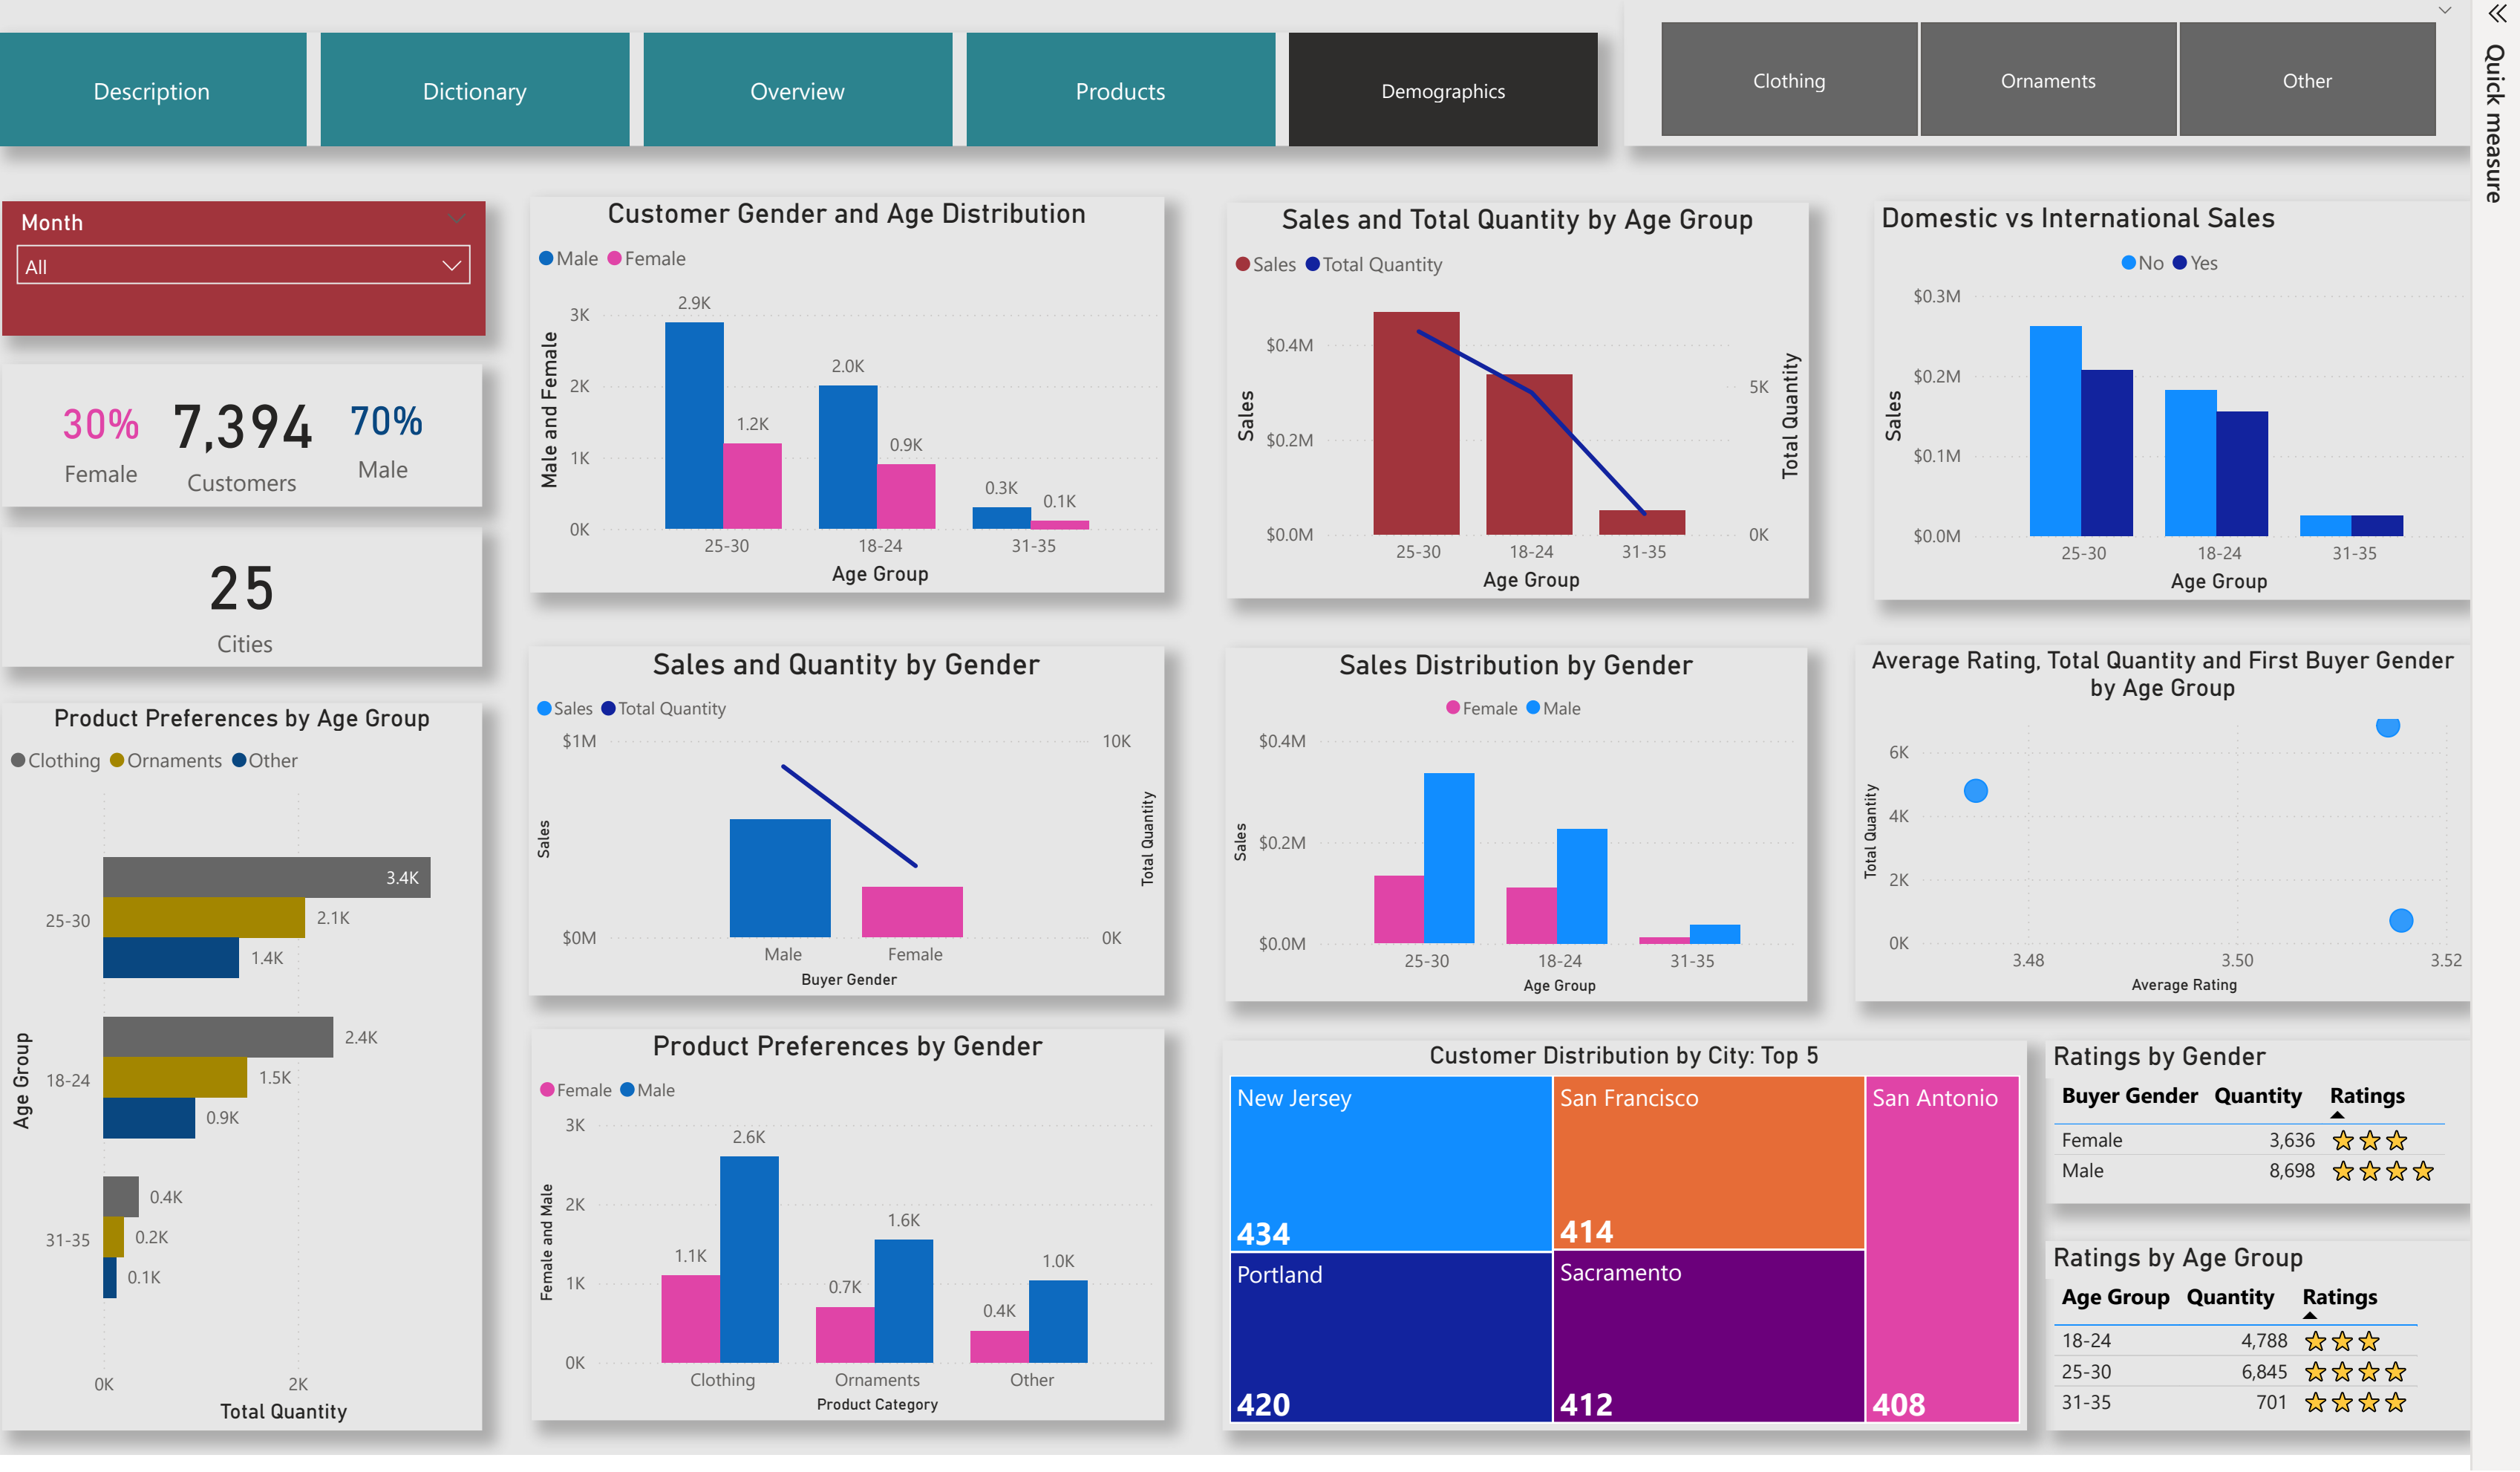 Description
Dictionary
Overview
Products
Demographics
Clothing
Ornaments
Other
Quick measure
Month
All
30%
Female
7,394
Customers
70%
Male
25
Cities
Product Preferences by Age Group
Clothing Ornaments Other
Age Group
25-30
3.4K
2.1K
1.4K
18-24
2.4K
1.5K
0.9K
31-35
0.4K
0.2K
0.1K
0K 2K
Total Quantity
Customer Gender and Age Distribution
Male Female
Male and Female
3K
2K
1K
0K
2.9K
1.2K
2.0K
0.9K
0.3K
0.1K
25-30 18-24 31-35
Age Group
Sales and Total Quantity by Age Group
Sales Total Quantity
Sales
$0.4M
$0.2M
$0.0M
5K
0K
Total Quantity
25-30 18-24 31-35
Age Group
Domestic vs International Sales
No Yes
Sales
$0.3M
$0.2M
$0.1M
$0.0M
25-30 18-24 31-35
Age Group
Sales and Quantity by Gender
Sales Total Quantity
Sales
$1M
$0M
10K
0K
Total Quantity
Male Female
Buyer Gender
Sales Distribution by Gender
Female Male
Sales
$0.4M
$0.2M
$0.0M
25-30 18-24 31-35
Age Group
Average Rating, Total Quantity and First Buyer Gender
by Age Group
Total Quantity
6K
4K
2K
0K
3.48 3.50 3.52
Average Rating
Product Preferences by Gender
Female Male
Female and Male
3K
2K
1K
0K
1.1K
2.6K
0.7K
1.6K
0.4K
1.0K
Clothing Ornaments Other
Product Category
Customer Distribution by City: Top 5
New Jersey
434
Portland
420
San Francisco
414
Sacramento
412
San Antonio
408
Ratings by Gender
Buyer Gender Quantity Ratings
Female 3,636
Male 8,698
Ratings by Age Group
Age Group Quantity Ratings
18-24 4,788
25-30 6,845
31-35 701